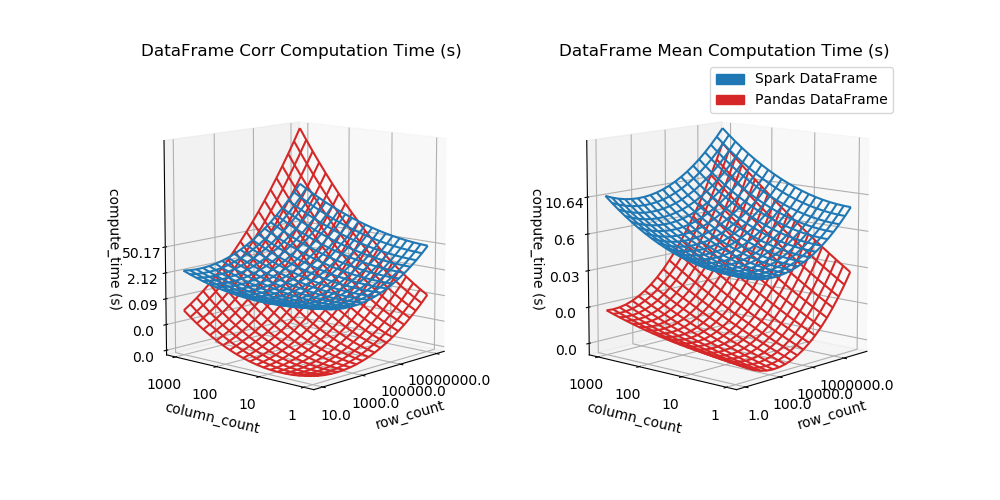 DataFrame Corr Computation Time (s)
compute_time (s)
50.17
2.12
0.09
0.0
0.0
1000
100
10
1
column_count
10.0
1000.0
100000.0
10000000.0
row_count
DataFrame Mean Computation Time (s)
Spark DataFrame
Pandas DataFrame
compute_time (s)
10.64
0.6
0.03
0.0
0.0
1000
100
10
1
column_count
1.0
100.0
10000.0
1000000.0
row_count